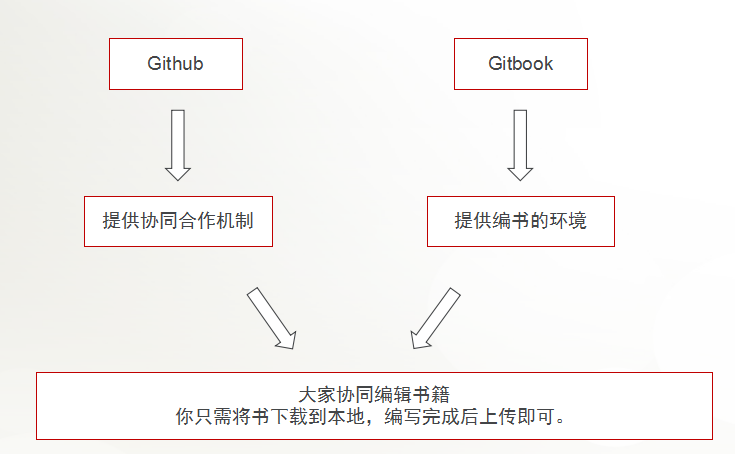 Github
Gitbook
提供协同合作机制
提供编书的环境
大家协同编辑书籍
你只需将书下载到本地，编写完成后上传即可。